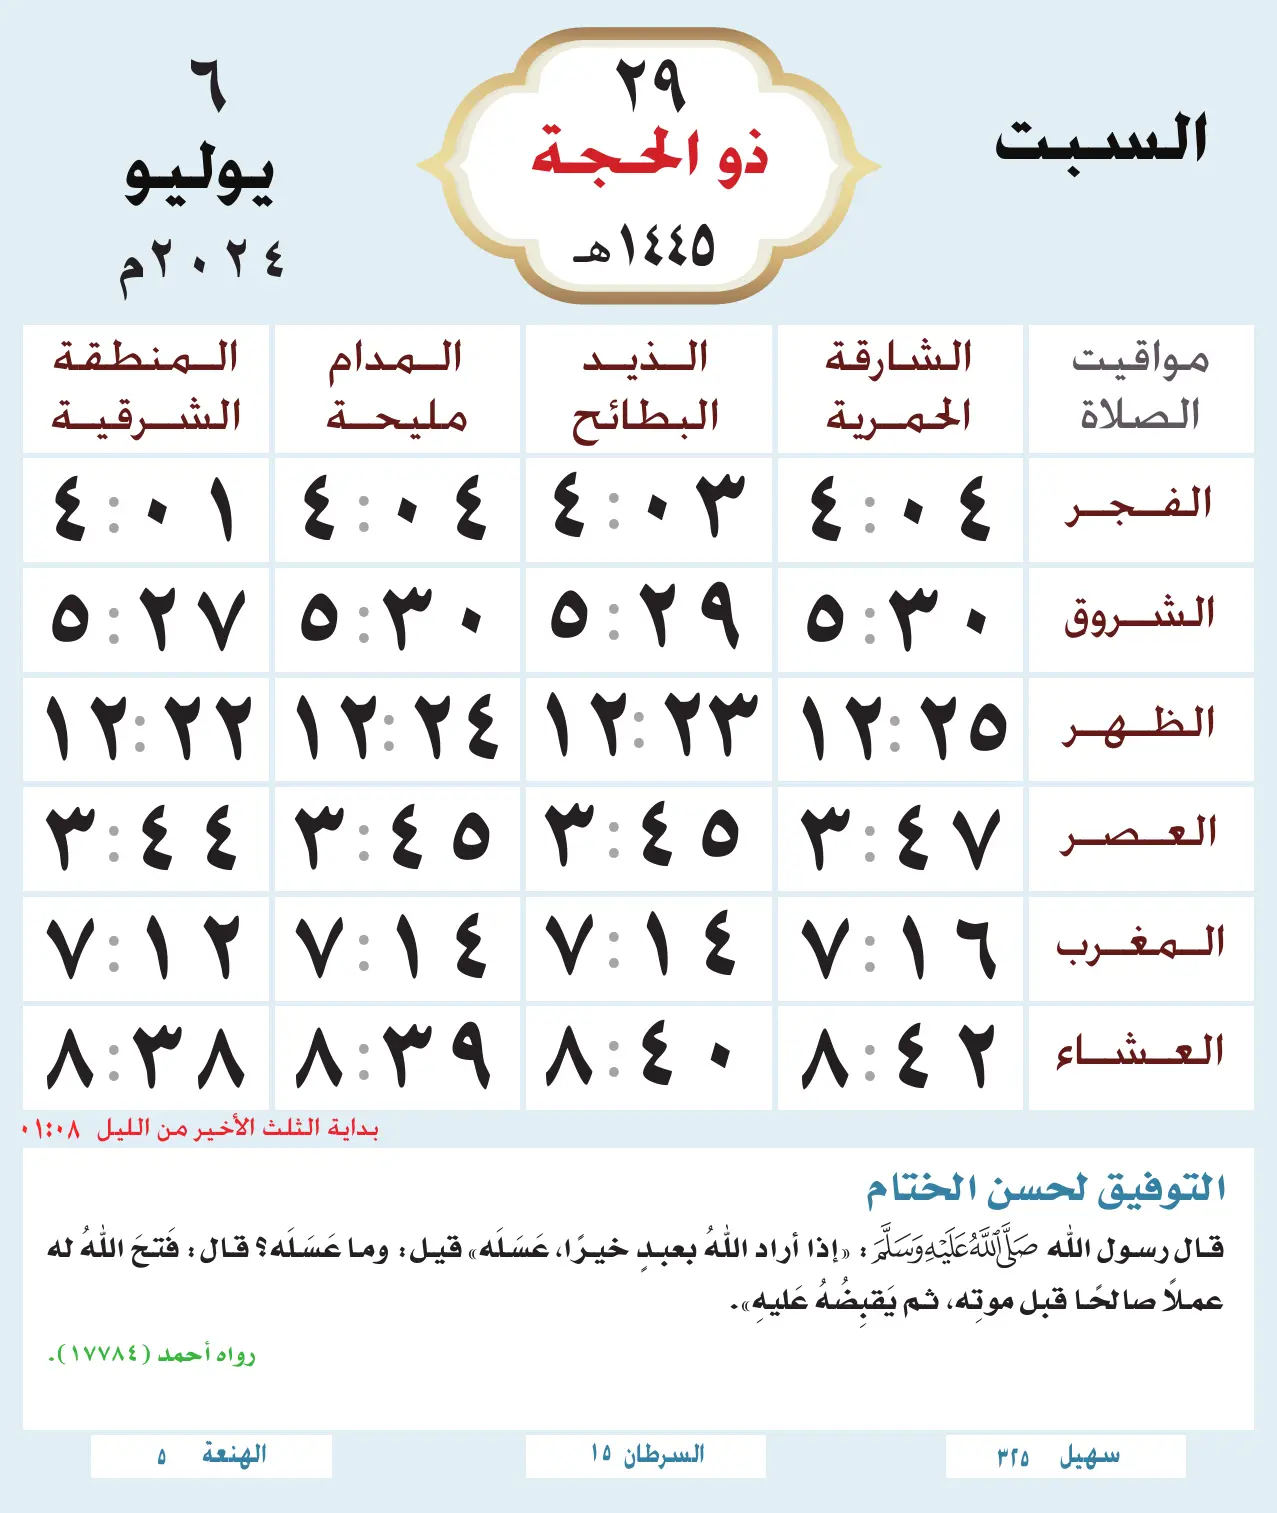 السبت
٢٩
ذو الحجة
١٤٤٥هـ
٦
يوليو
٢٠٢٤م
مواقيت الصلاة
الشارقة الحمرية
الذيد البطائح
المدام مليحة
المنطقة الشرقية
الفجر ٤:٠٤ ٤:٠٣ ٤:٠٤ ٤:٠١
الشروق ٥:٣٠ ٥:٢٩ ٥:٣٠ ٥:٢٧
الظهر ١٢:٢٥ ١٢:٢٣ ١٢:٢٤ ١٢:٢٢
العصر ٣:٤٧ ٣:٤٥ ٣:٤٥ ٣:٤٤
المغرب ٧:١٦ ٧:١٤ ٧:١٤ ٧:١٢
العشاء ٨:٤٢ ٨:٤٠ ٨:٣٩ ٨:٣٨
بداية الثلث الأخير من الليل ٠١:٠٨
التوفيق لحسن الختام
قال رسول الله صَلَّى اللَّهُ عَلَيْهِ وَسَلَّمَ: «إذا أراد اللهُ بعبدٍ خيرًا، عَسَلَه» قيل: وما عَسَلَه؟ قال: فَتحَ اللهُ له
عملًا صالحًا قبل موتِه، ثم يَقبِضُهُ عَليهِ».
رواه أحمد (١٧٧٨٤).
سهيل ٣٢٥
السرطان ١٥
الهنعة ٥